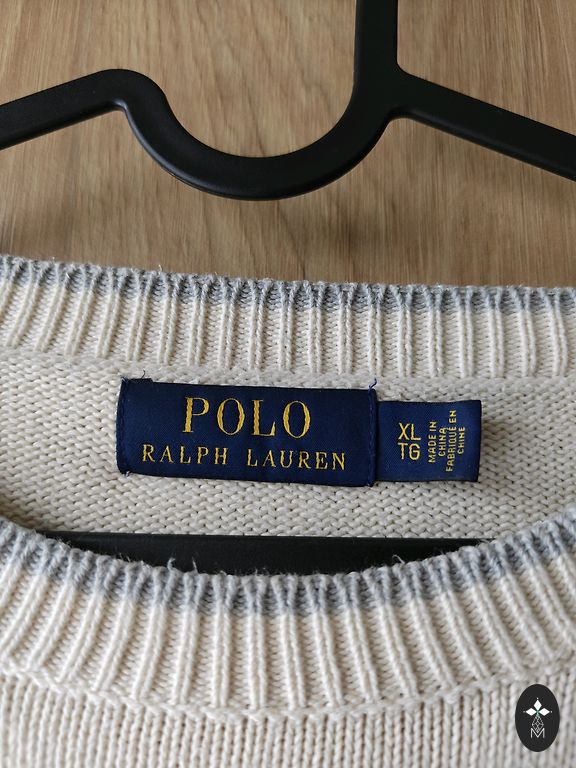 POLO
RALPH LAUREN
XL
TG
MADE IN
CHINA
FABRIQUÉ EN
CHINE
M